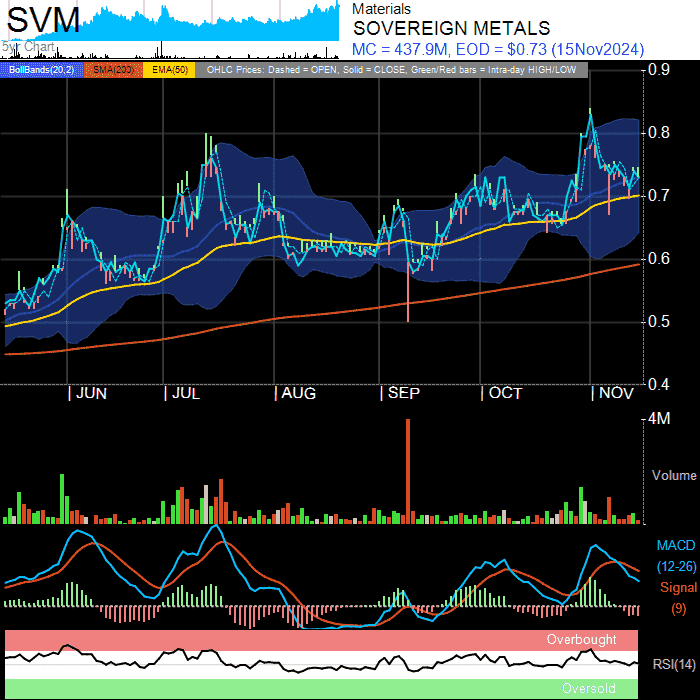 SVM
5yr Chart
Materials
SOVEREIGN METALS
MC = 437.9M, EOD = $0.73 (15Nov2024)
BollBands(20,2) SMA(200) EMA(50) OHLC Prices: Dashed = OPEN, Solid = CLOSE, Green/Red bars = Intra-day HIGH/LOW
0.9
0.8
0.7
0.6
0.5
0.4
JUN JUL AUG SEP OCT NOV
4M
Volume
MACD
(12-26)
Signal
(9)
Overbought
RSI(14)
Oversold